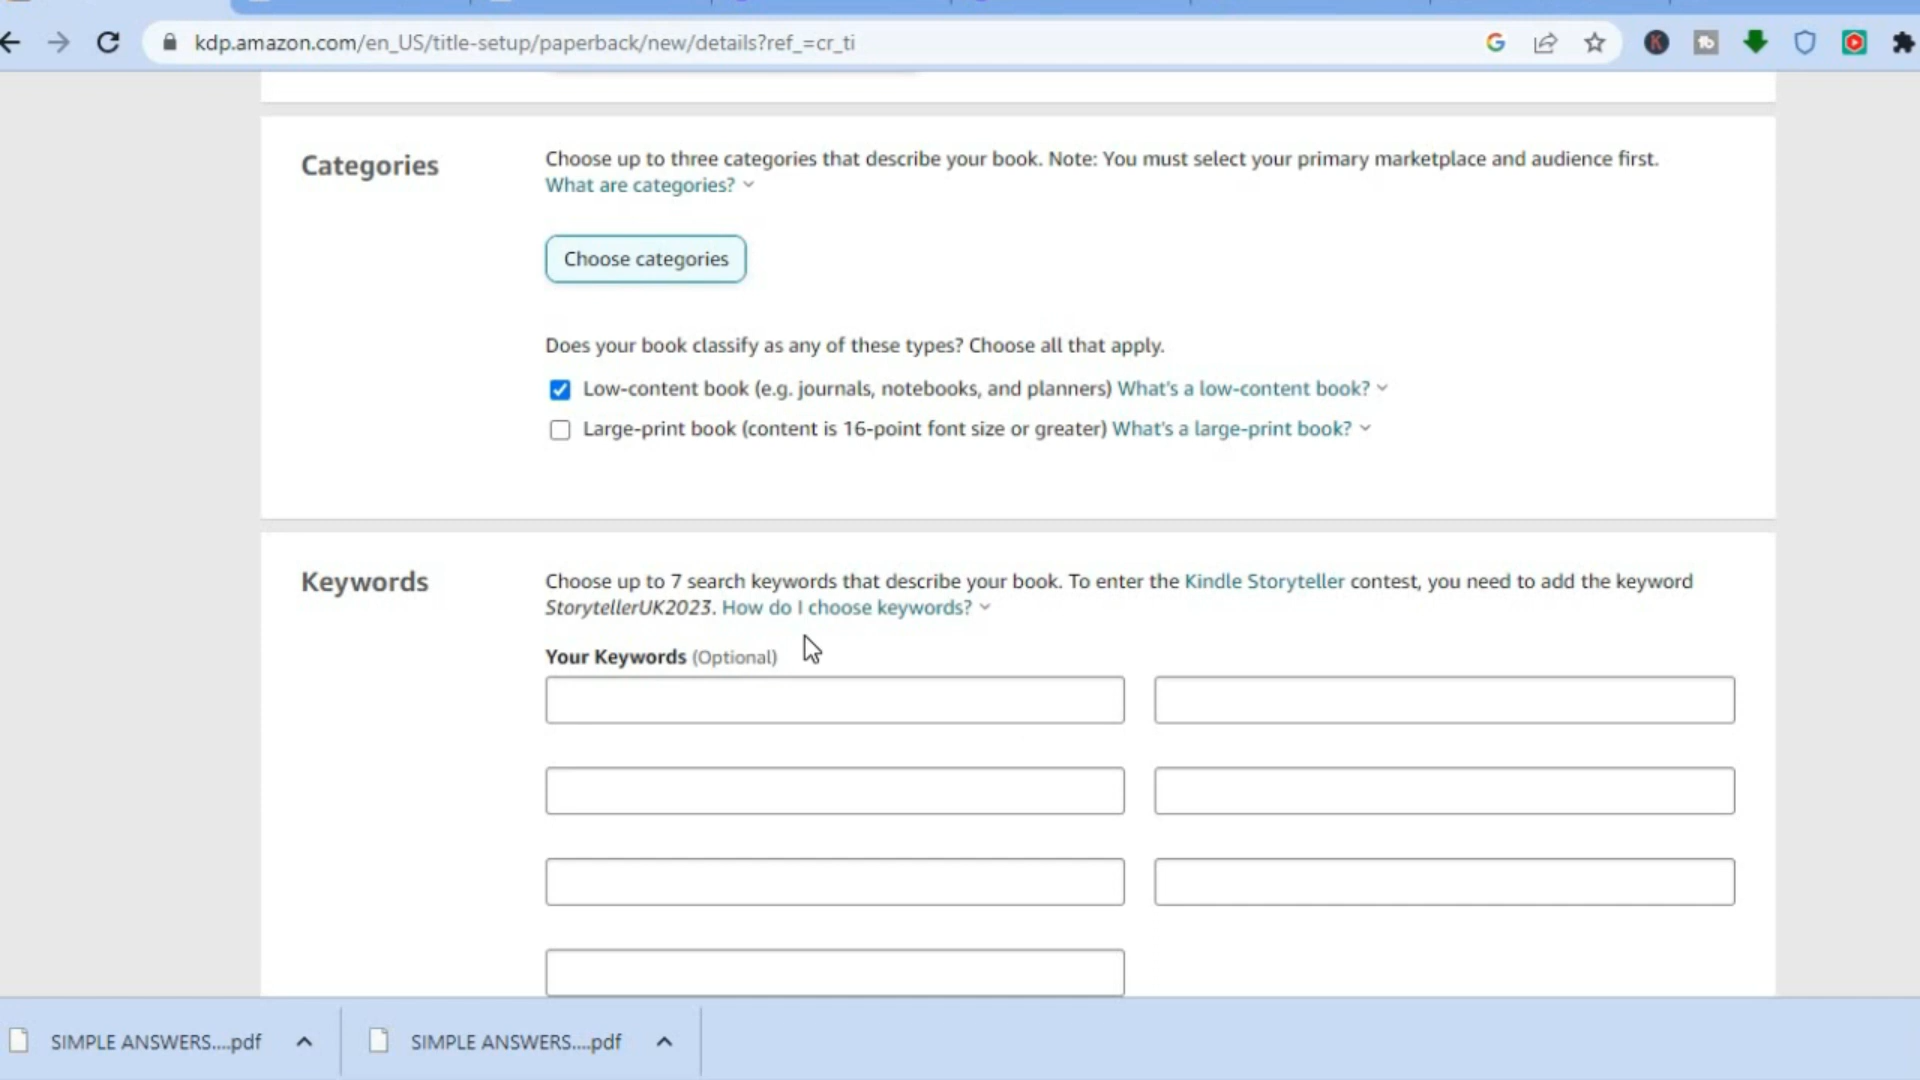 kdp.amazon.com/en_US/title-setup/paperback/new/details?ref_=cr_ti
Categories
Choose up to three categories that describe your book. Note: You must select your primary marketplace and audience first.
What are categories?
Choose categories
Does your book classify as any of these types? Choose all that apply.
Low-content book (e.g. journals, notebooks, and planners) What's a low-content book?
Large-print book (content is 16-point font size or greater) What's a large-print book?
Keywords
Choose up to 7 search keywords that describe your book. To enter the Kindle Storyteller contest, you need to add the keyword
StorytellerUK2023. How do I choose keywords?
Your Keywords (Optional)
SIMPLE ANSWERS....pdf
SIMPLE ANSWERS....pdf